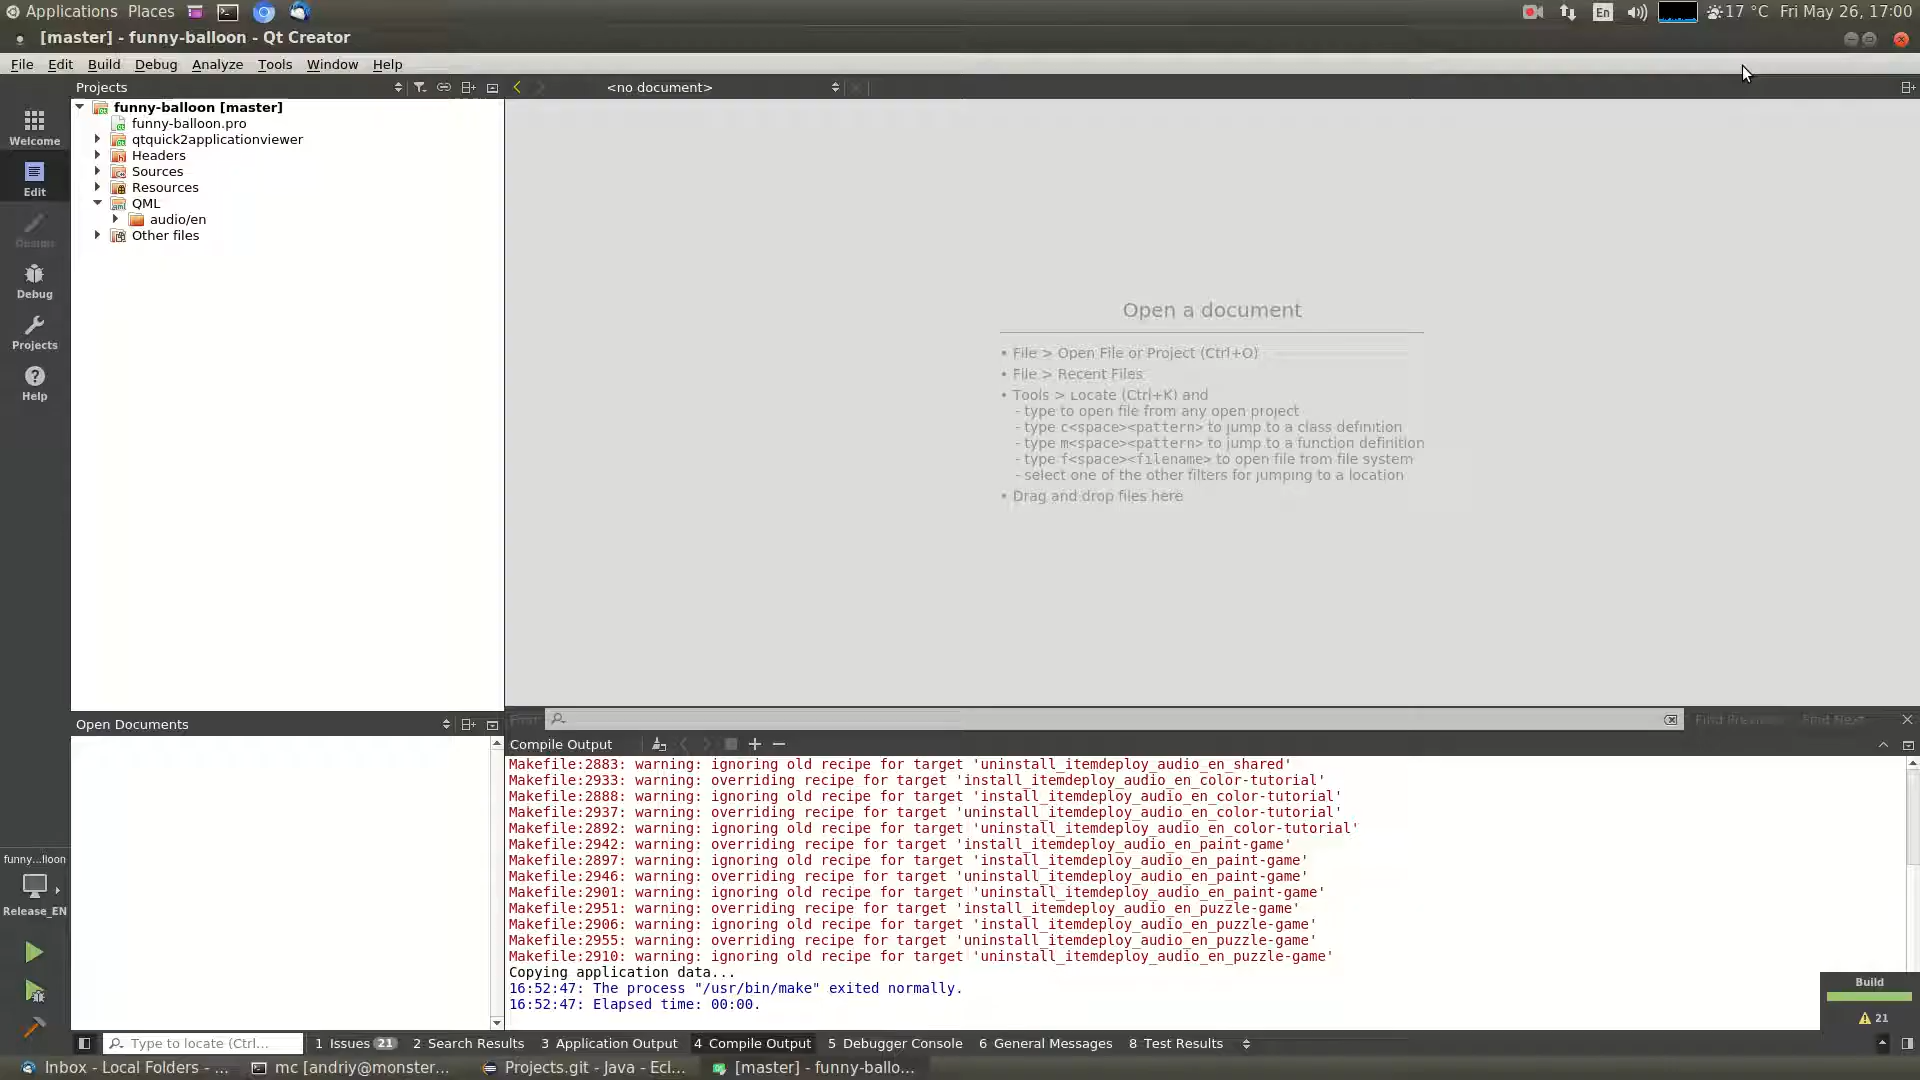 Applications Places
En
17 °C Fri May 26, 17:00
[master] - funny-balloon - Qt Creator
File Edit Build Debug Analyze Tools Window Help
Projects
<no document>
funny-balloon [master]
funny-balloon.pro
qtquick2applicationviewer
Headers
Sources
Resources
QML
audio/en
Other files
Welcome
Edit
Design
Debug
Projects
Help
Open a document
• File > Open File or Project (Ctrl+O)
• File > Recent Files
• Tools > Locate (Ctrl+K) and
- type to open file from any open project
- type c<space><pattern> to jump to a class definition
- type m<space><pattern> to jump to a function definition
- type f<space><filename> to open file from file system
- select one of the other filters for jumping to a location
• Drag and drop files here
Open Documents
Find Previous Find Next
Compile Output
Makefile:2883: warning: ignoring old recipe for target 'uninstall_itemdeploy_audio_en_shared'
Makefile:2933: warning: overriding recipe for target 'install_itemdeploy_audio_en_color-tutorial'
Makefile:2888: warning: ignoring old recipe for target 'install_itemdeploy_audio_en_color-tutorial'
Makefile:2937: warning: overriding recipe for target 'uninstall_itemdeploy_audio_en_color-tutorial'
Makefile:2892: warning: ignoring old recipe for target 'uninstall_itemdeploy_audio_en_color-tutorial'
Makefile:2942: warning: overriding recipe for target 'install_itemdeploy_audio_en_paint-game'
Makefile:2897: warning: ignoring old recipe for target 'install_itemdeploy_audio_en_paint-game'
Makefile:2946: warning: overriding recipe for target 'uninstall_itemdeploy_audio_en_paint-game'
Makefile:2901: warning: ignoring old recipe for target 'uninstall_itemdeploy_audio_en_paint-game'
Makefile:2951: warning: overriding recipe for target 'install_itemdeploy_audio_en_puzzle-game'
Makefile:2906: warning: ignoring old recipe for target 'install_itemdeploy_audio_en_puzzle-game'
Makefile:2955: warning: overriding recipe for target 'uninstall_itemdeploy_audio_en_puzzle-game'
Makefile:2910: warning: ignoring old recipe for target 'uninstall_itemdeploy_audio_en_puzzle-game'
Copying application data...
16:52:47: The process "/usr/bin/make" exited normally.
16:52:47: Elapsed time: 00:00.
funny...lloon
Release_EN
Build
21
Type to locate (Ctrl...
1 Issues 21 2 Search Results 3 Application Output 4 Compile Output 5 Debugger Console 6 General Messages 8 Test Results
Inbox - Local Folders - ... mc [andriy@monster... Projects.git - Java - Ecl... [master] - funny-ballo...